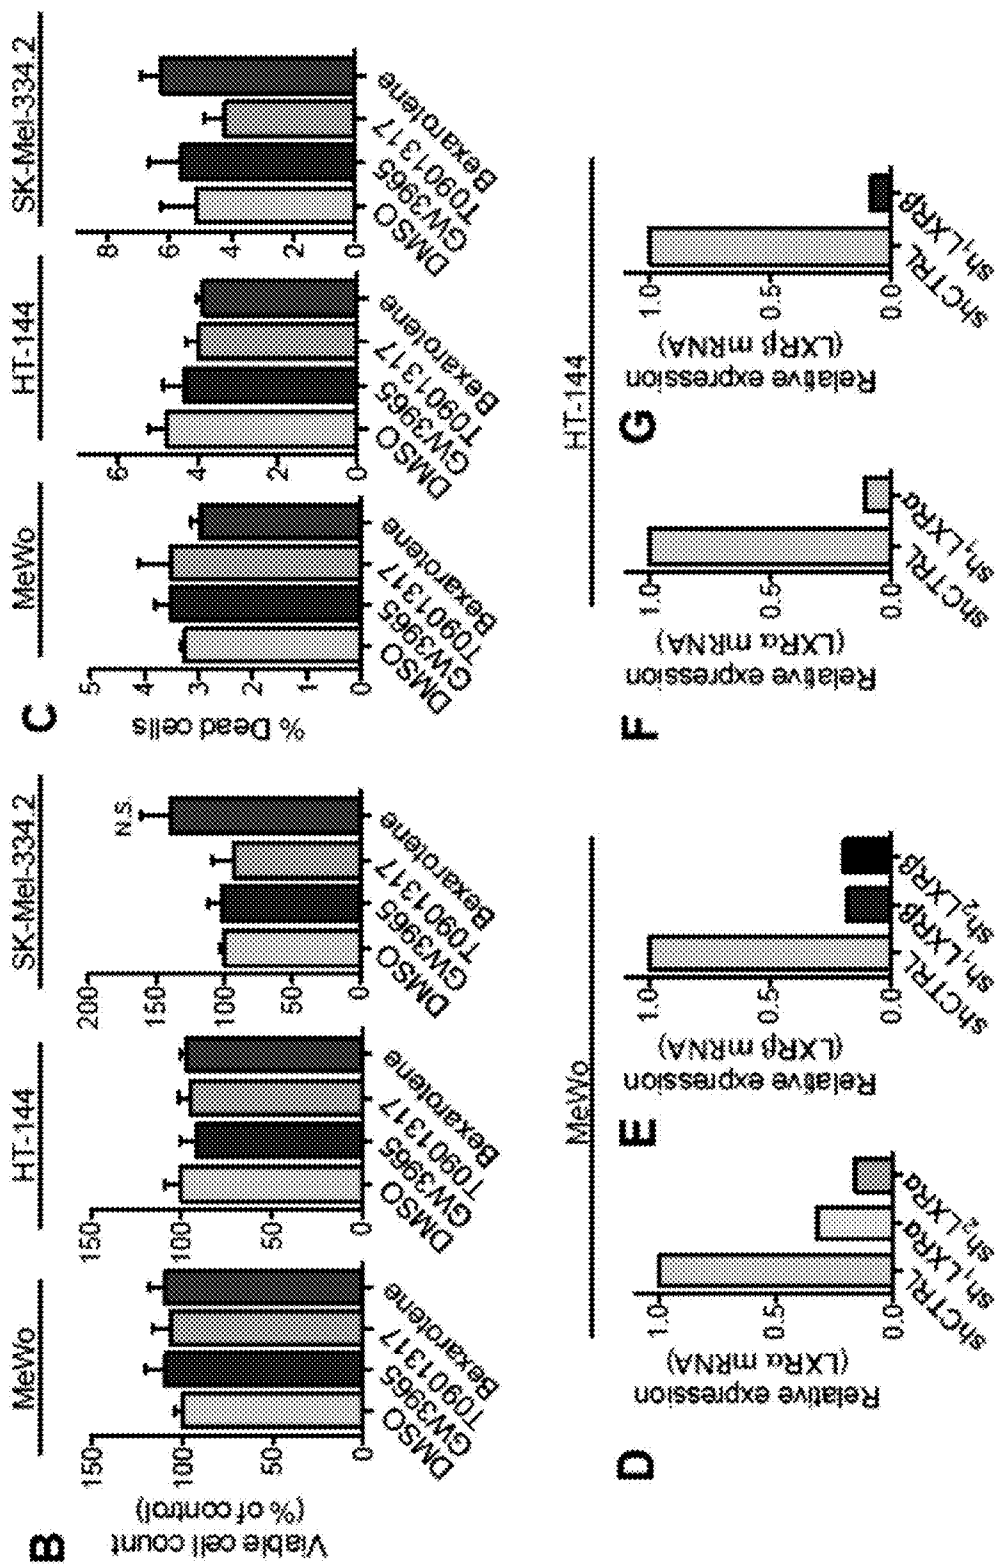 B
Viable cell count
(% of control)
MeWo
150
100
50
0
DMSO
GW3965
T0901317
Bexarotene
HT-144
150
100
50
0
DMSO
GW3965
T0901317
Bexarotene
SK-Mel-334.2
200
150
100
50
0
N.S.
DMSO
GW3965
T0901317
Bexarotene
C
% Dead cells
MeWo
5
4
3
2
1
0
DMSO
GW3965
T0901317
Bexarotene
HT-144
6
4
2
0
DMSO
GW3965
T0901317
Bexarotene
SK-Mel-334.2
8
6
4
2
0
DMSO
GW3965
T0901317
Bexarotene
MeWo
D
Relative expression
(LXRα mRNA)
1.0
0.5
0.0
shCTRL
sh₁LXRα
sh₂LXRα
E
Relative expression
(LXRβ mRNA)
1.0
0.5
0.0
shCTRL
sh₁LXRβ
sh₂LXRβ
HT-144
F
Relative expression
(LXRα mRNA)
1.0
0.5
0.0
shCTRL
sh₁LXRα
G
Relative expression
(LXRβ mRNA)
1.0
0.5
0.0
shCTRL
sh₁LXRβ